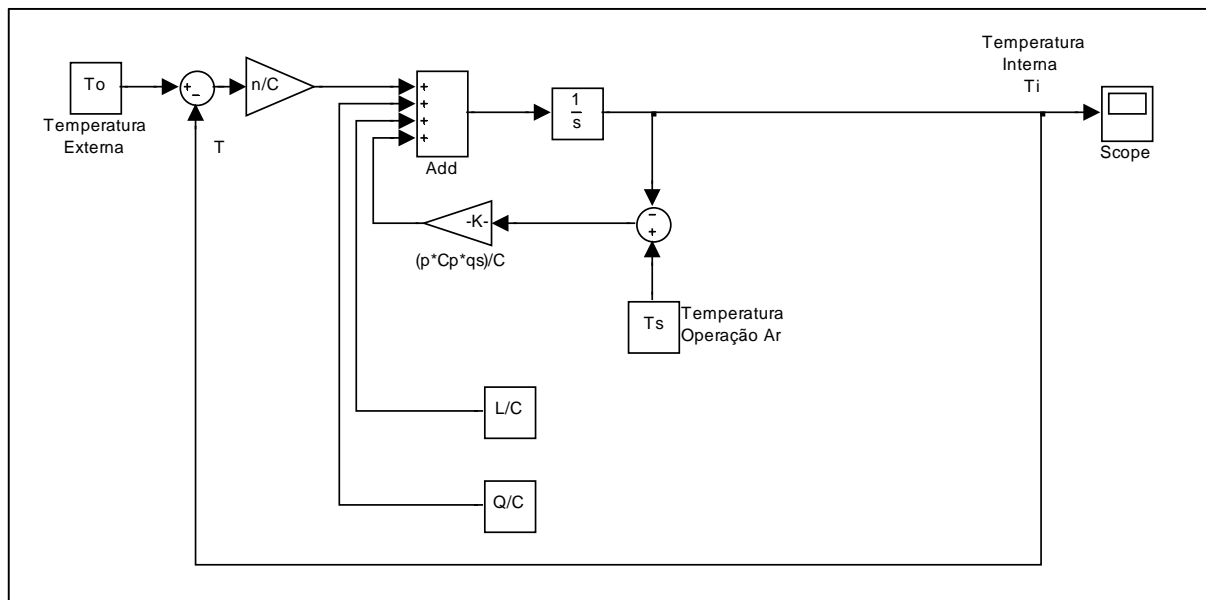 Temperatura
Interna
Ti
To
+
−
n/C
+
+
+
+
1
s
Temperatura
Externa
T
Add
Scope
−
+
-K-
(p*Cp*qs)/C
Ts
Temperatura
Operação Ar
L/C
Q/C